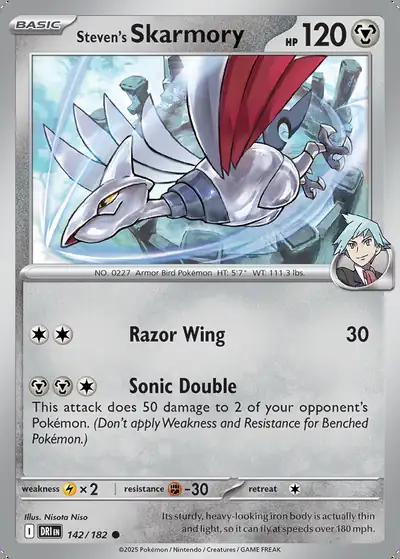 BASIC
Steven's Skarmory HP 120
NO. 0227 Armor Bird Pokémon HT: 5'7" WT: 111.3 lbs.
Razor Wing 30
Sonic Double
This attack does 50 damage to 2 of your opponent's
Pokémon. (Don't apply Weakness and Resistance for Benched
Pokémon.)
weakness ×2 resistance -30 retreat
Illus. Nisota Niso
I DRI EN 142/182
Its sturdy, heavy-looking iron body is actually thin
and light, so it can fly at speeds over 180 mph.
©2025 Pokémon / Nintendo / Creatures / GAME FREAK